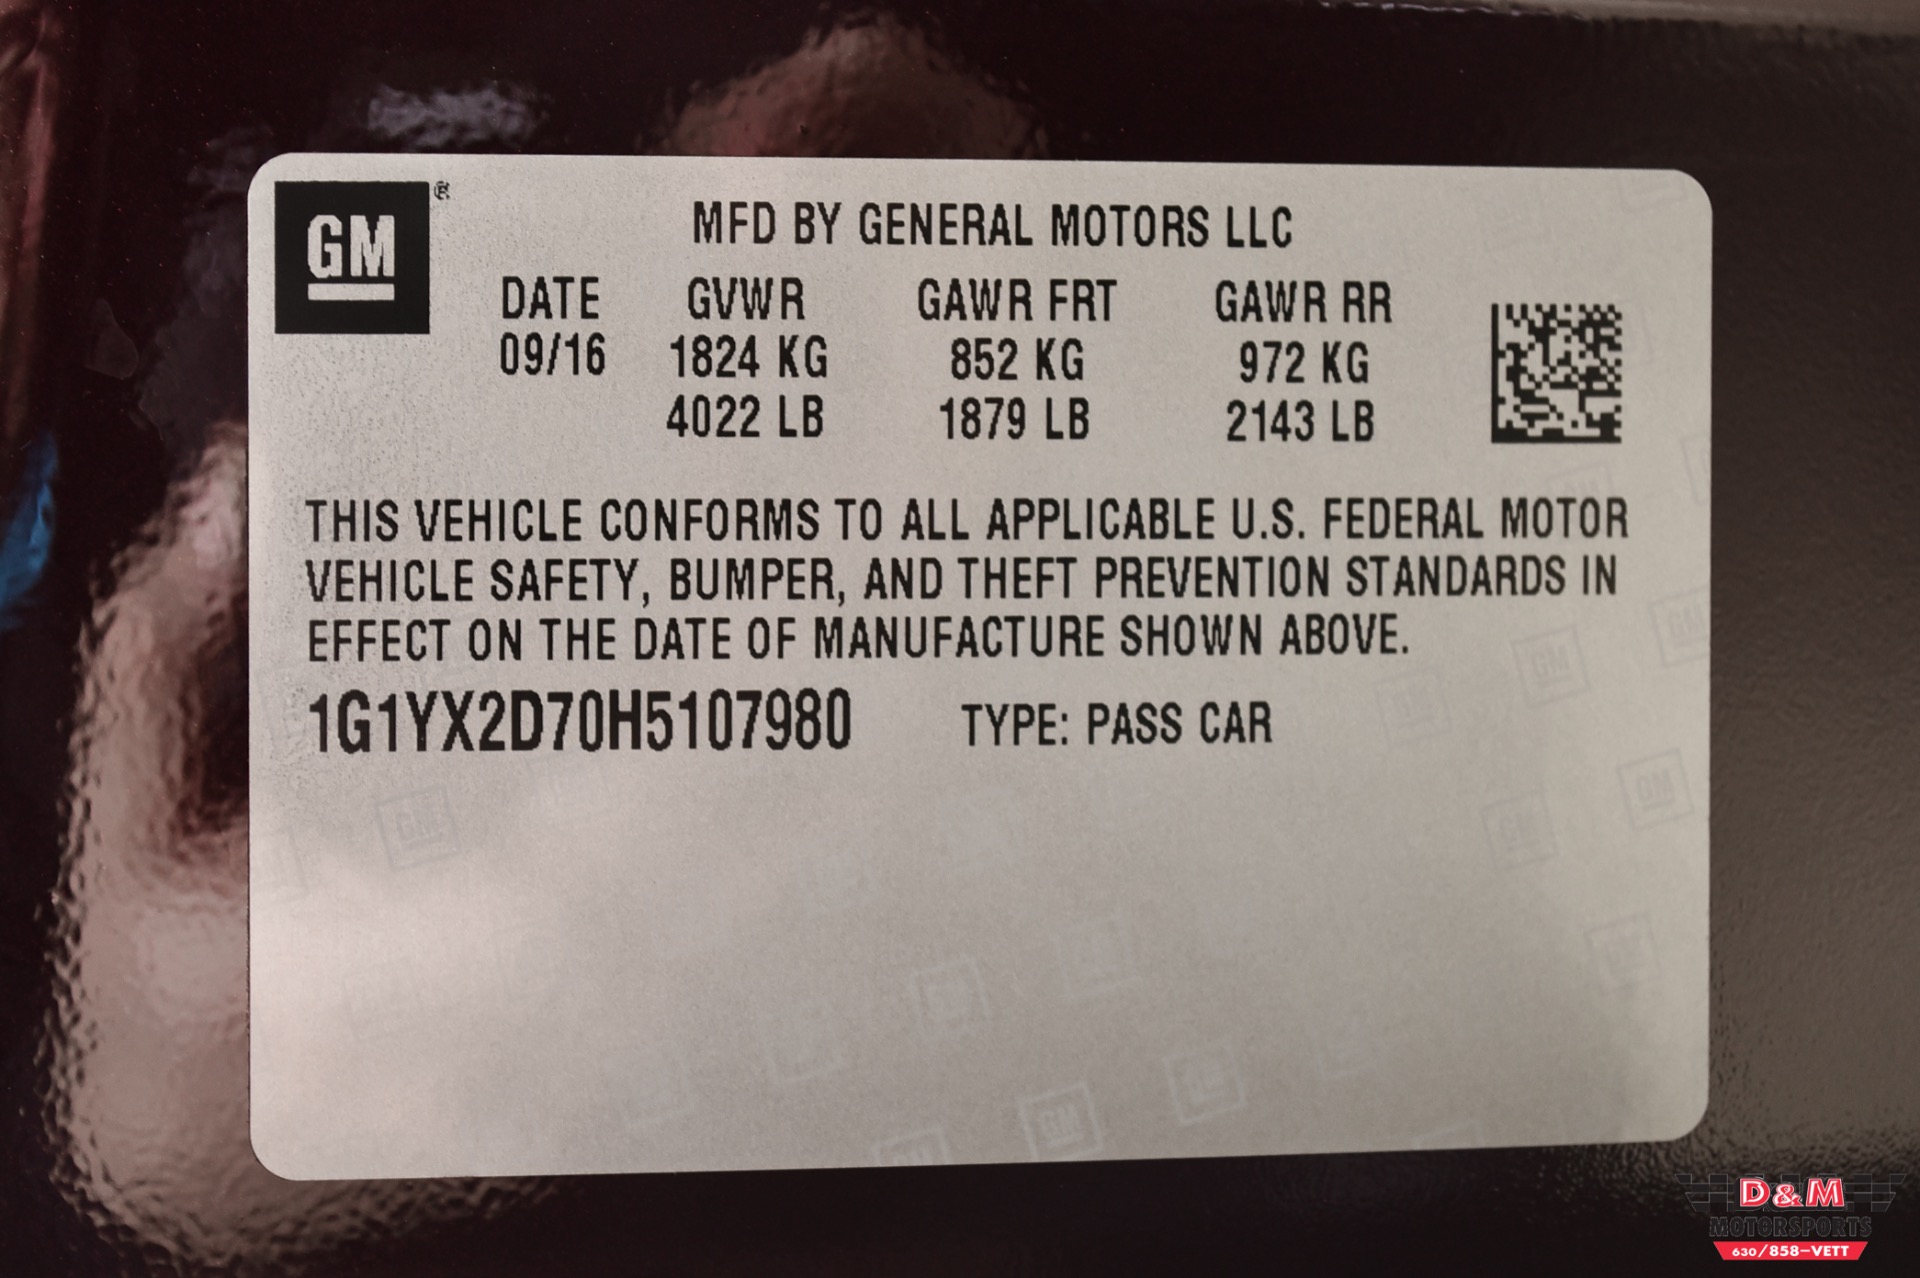 GM®
MFD BY GENERAL MOTORS LLC
DATE GVWR GAWR FRT GAWR RR
09/16 1824 KG 852 KG 972 KG
4022 LB 1879 LB 2143 LB
THIS VEHICLE CONFORMS TO ALL APPLICABLE U.S. FEDERAL MOTOR
VEHICLE SAFETY, BUMPER, AND THEFT PREVENTION STANDARDS IN
EFFECT ON THE DATE OF MANUFACTURE SHOWN ABOVE.
1G1YX2D70H5107980 TYPE: PASS CAR
D&M
MOTORSPORTS
630/858-VETT